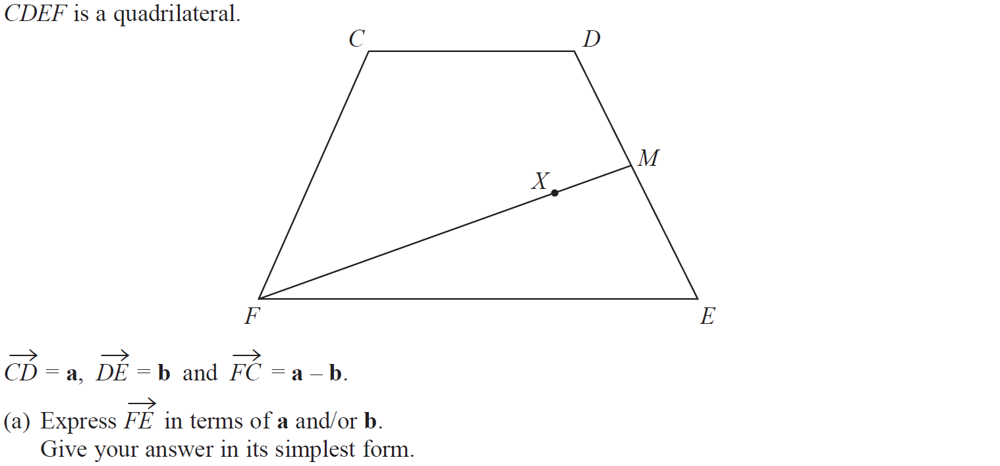 CDEF is a quadrilateral.
C
D
M
X
F
E
CD = a, DE = b and FC = a – b.
(a) Express FE in terms of a and/or b.
Give your answer in its simplest form.